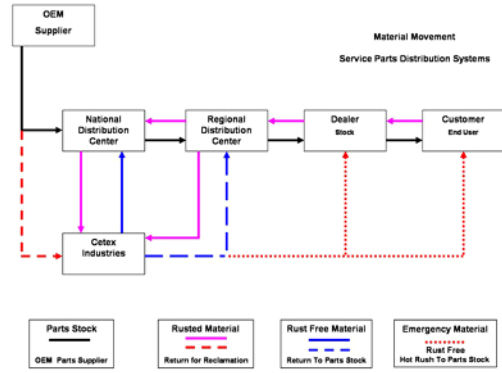 OEM
Supplier
Material Movement
Service Parts Distribution Systems
National
Distribution
Center
Regional
Distribution
Center
Dealer
Stock
Customer
End User
Cetex
Industries
Parts Stock
OEM Parts Supplier
Rusted Material
Return for Reclamation
Rust Free Material
Return To Parts Stock
Emergency Material
Rust Free
Hot Rush To Parts Stock